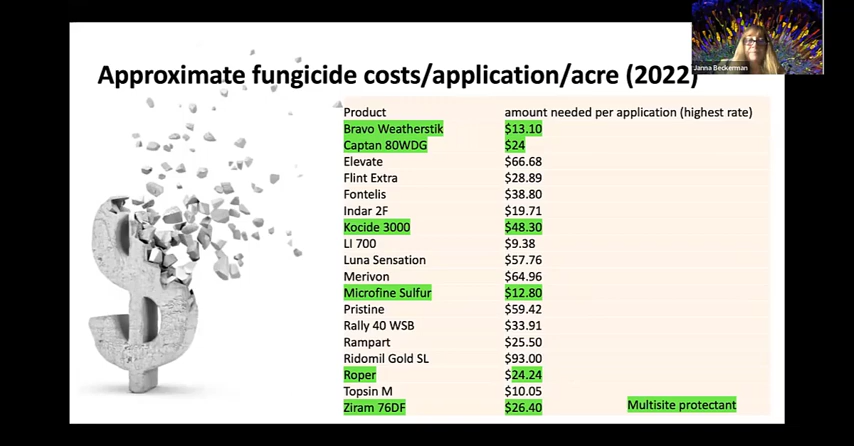 Janna Beckerman
Approximate fungicide costs/application/acre (2022)
Product amount needed per application (highest rate)
Bravo Weatherstik $13.10
Captan 80WDG $24
Elevate $66.68
Flint Extra $28.89
Fontelis $38.80
Indar 2F $19.71
Kocide 3000 $48.30
LI 700 $9.38
Luna Sensation $57.76
Merivon $64.96
Microfine Sulfur $12.80
Pristine $59.42
Rally 40 WSB $33.91
Rampart $25.50
Ridomil Gold SL $93.00
Roper $24.24
Topsin M $10.05
Ziram 76DF $26.40 Multisite protectant